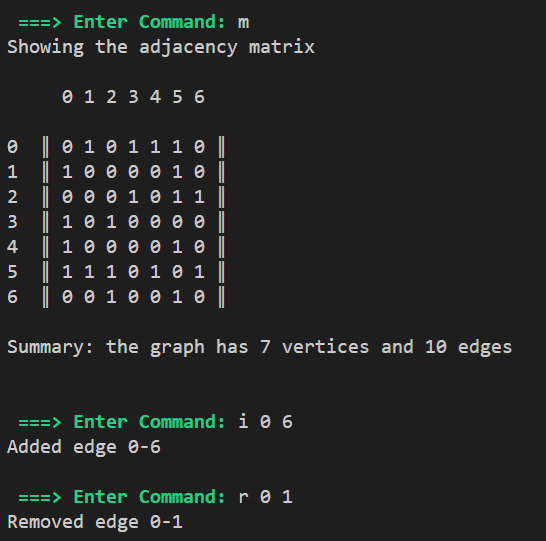 ===> Enter Command: m
Showing the adjacency matrix
0 1 2 3 4 5 6
0 ║ 0 1 0 1 1 1 0 ║
1 ║ 1 0 0 0 0 1 0 ║
2 ║ 0 0 0 1 0 1 1 ║
3 ║ 1 0 1 0 0 0 0 ║
4 ║ 1 0 0 0 0 1 0 ║
5 ║ 1 1 1 0 1 0 1 ║
6 ║ 0 0 1 0 0 1 0 ║
Summary: the graph has 7 vertices and 10 edges
===> Enter Command: i 0 6
Added edge 0-6
===> Enter Command: r 0 1
Removed edge 0-1